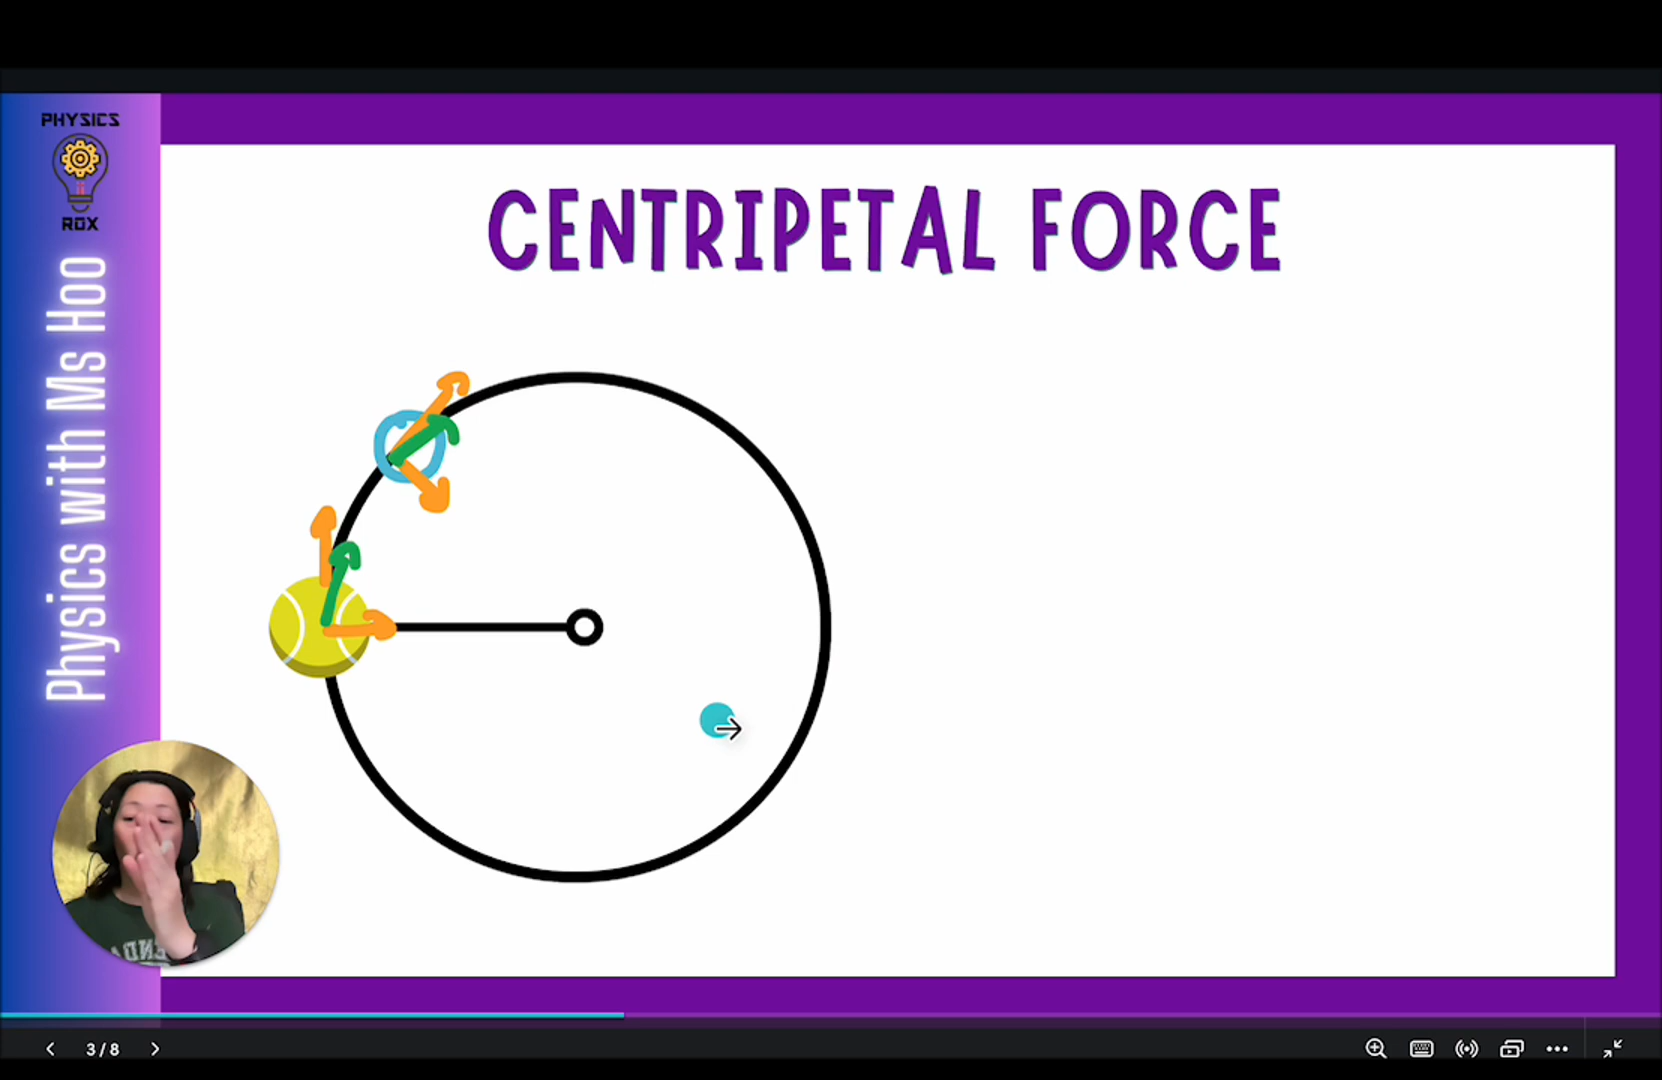 PHYSICS
ROX
Physics with Ms Hoo
CENTRIPETAL FORCE
3 / 8